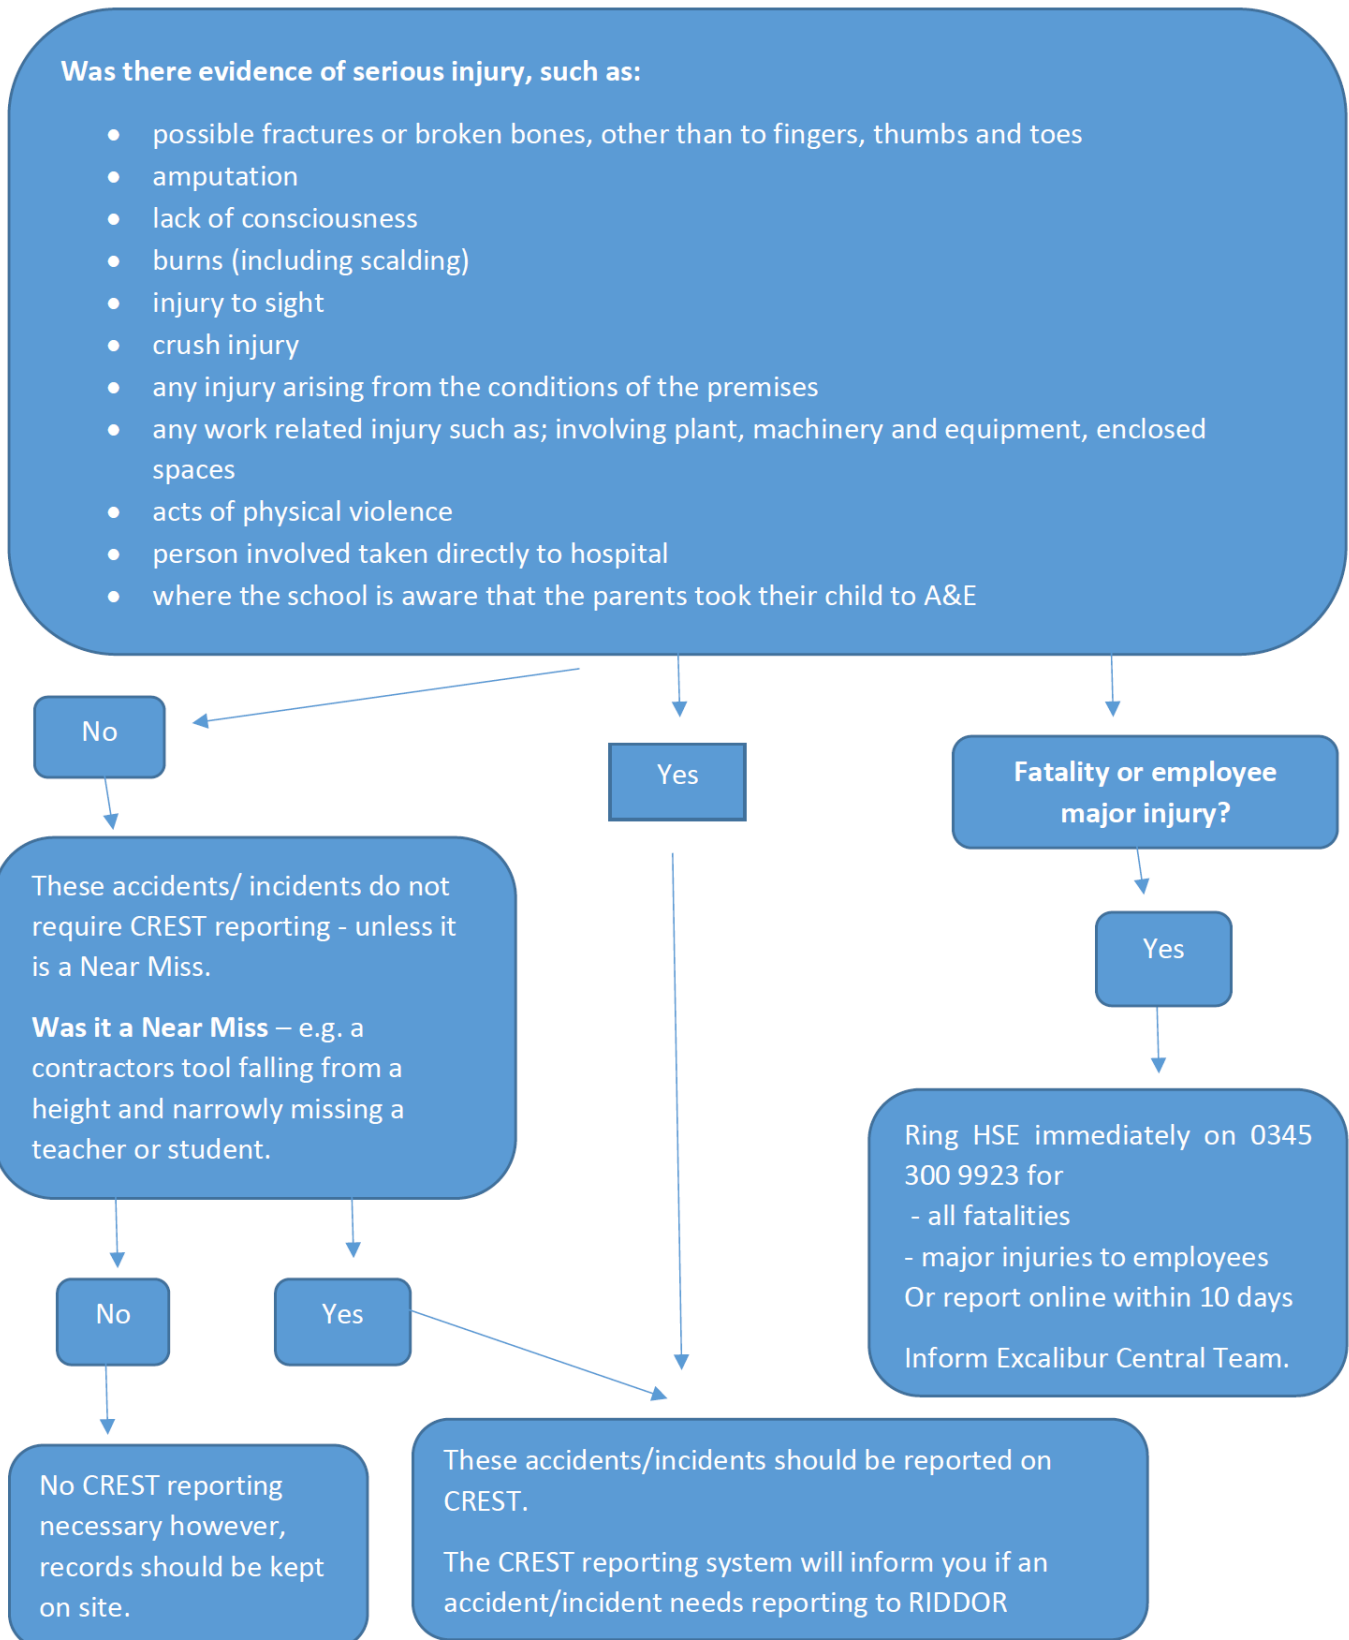 Was there evidence of serious injury, such as:
• possible fractures or broken bones, other than to fingers, thumbs and toes
• amputation
• lack of consciousness
• burns (including scalding)
• injury to sight
• crush injury
• any injury arising from the conditions of the premises
• any work related injury such as; involving plant, machinery and equipment, enclosed
spaces
• acts of physical violence
• person involved taken directly to hospital
• where the school is aware that the parents took their child to A&E
No
Yes
Fatality or employee
major injury?
These accidents/ incidents do not
require CREST reporting - unless it
is a Near Miss.
Was it a Near Miss – e.g. a
contractors tool falling from a
height and narrowly missing a
teacher or student.
Yes
Ring HSE immediately on 0345
300 9923 for
- all fatalities
- major injuries to employees
Or report online within 10 days
Inform Excalibur Central Team.
No
Yes
No CREST reporting
necessary however,
records should be kept
on site.
These accidents/incidents should be reported on
CREST.
The CREST reporting system will inform you if an
accident/incident needs reporting to RIDDOR